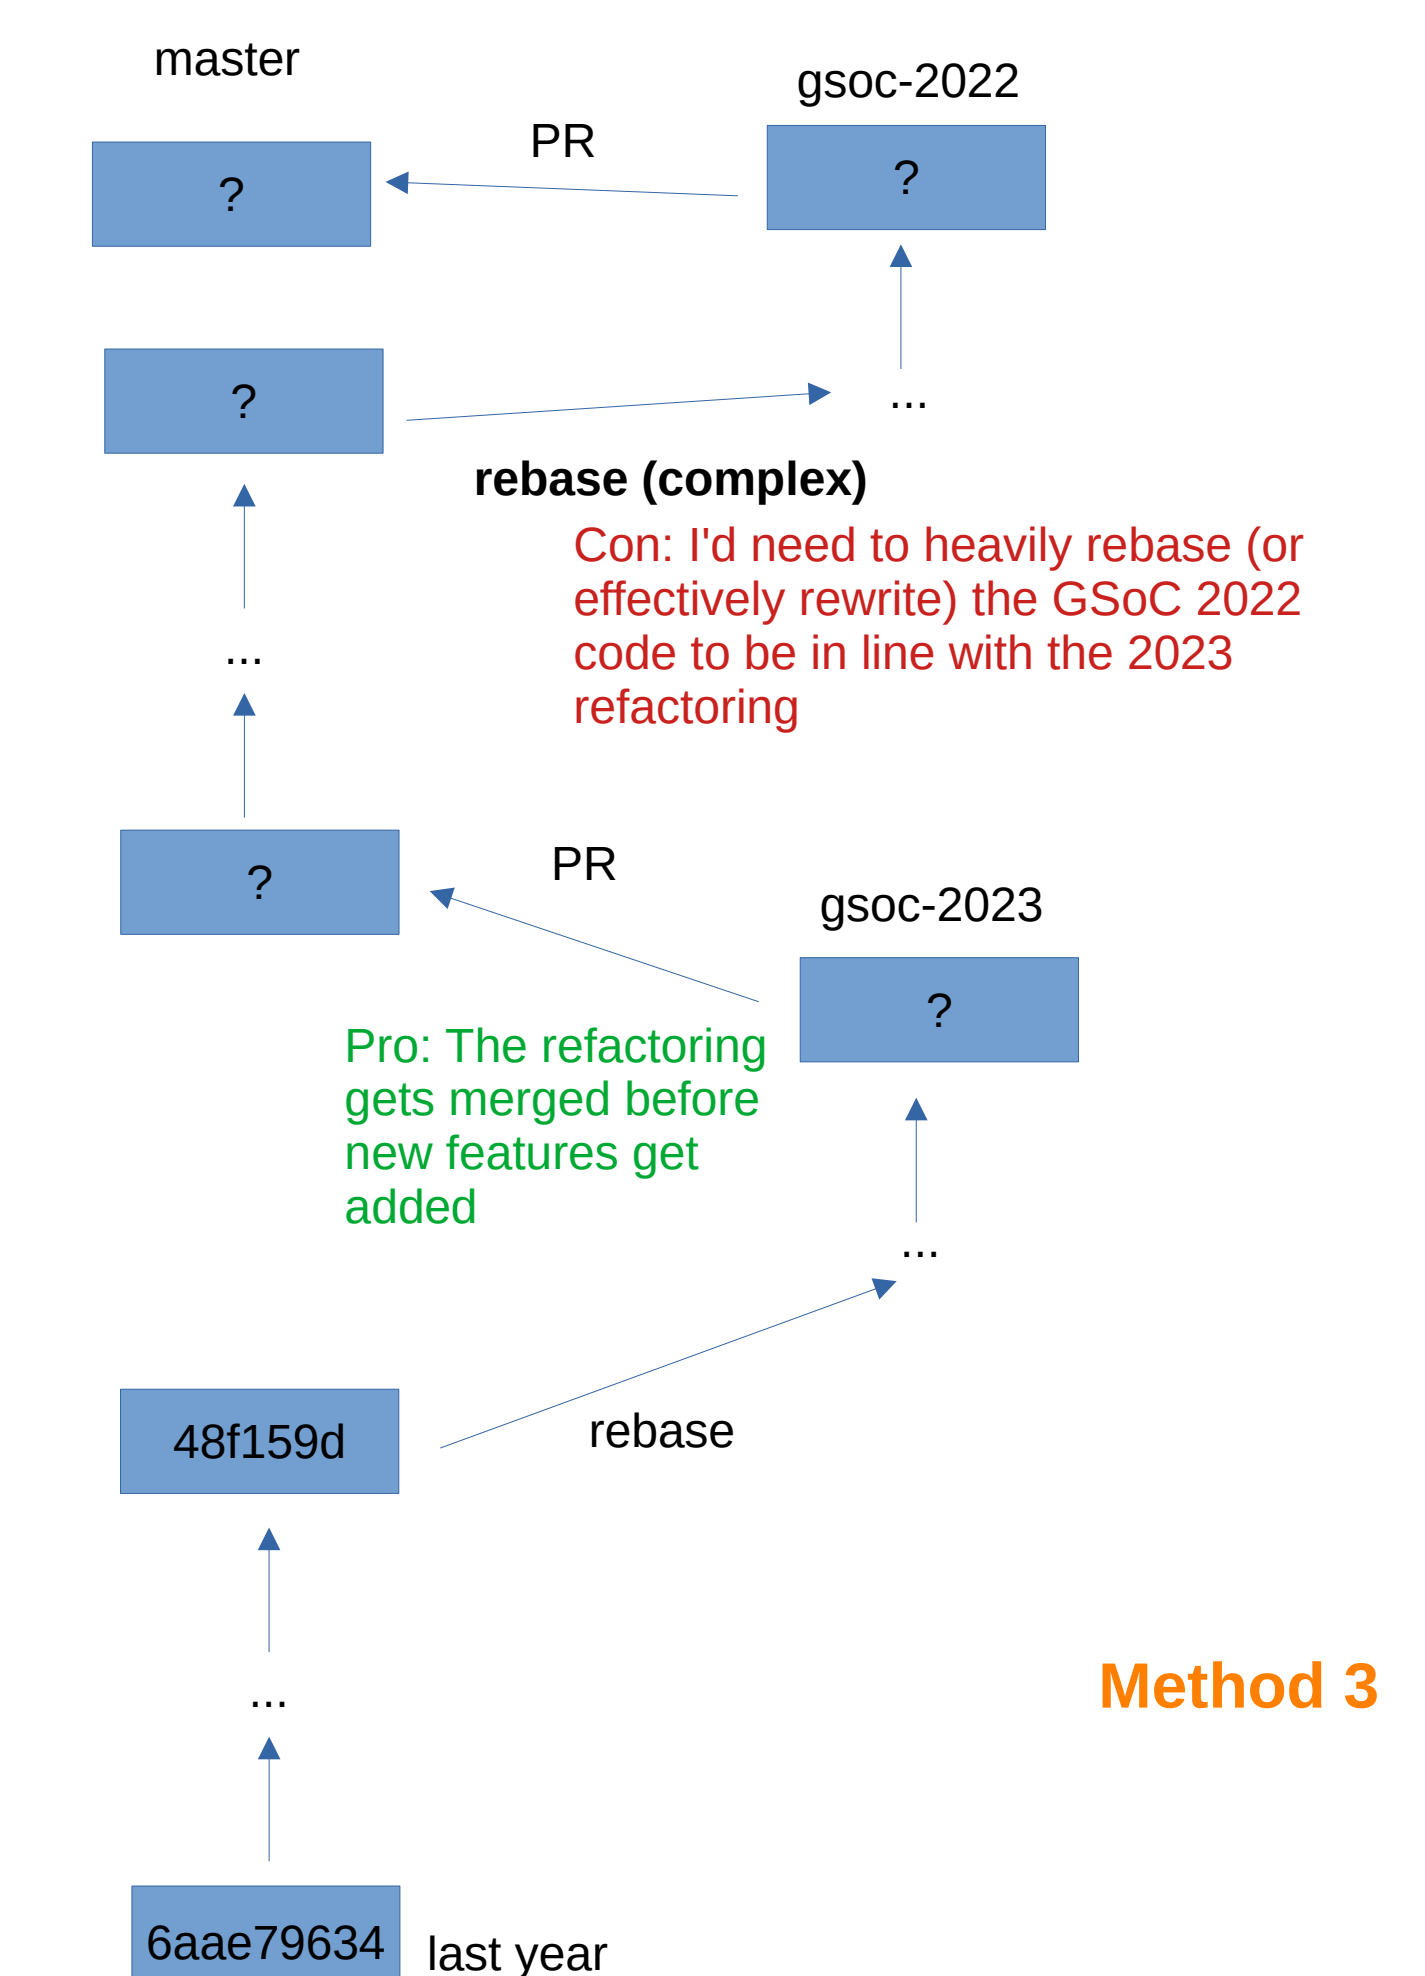 master
gsoc-2022
PR
?
?
?
...
rebase (complex)
Con: I'd need to heavily rebase (or
effectively rewrite) the GSoC 2022
code to be in line with the 2023
refactoring
...
PR
?
gsoc-2023
?
Pro: The refactoring
gets merged before
new features get
added
...
48f159d
rebase
...
Method 3
6aae79634
last year